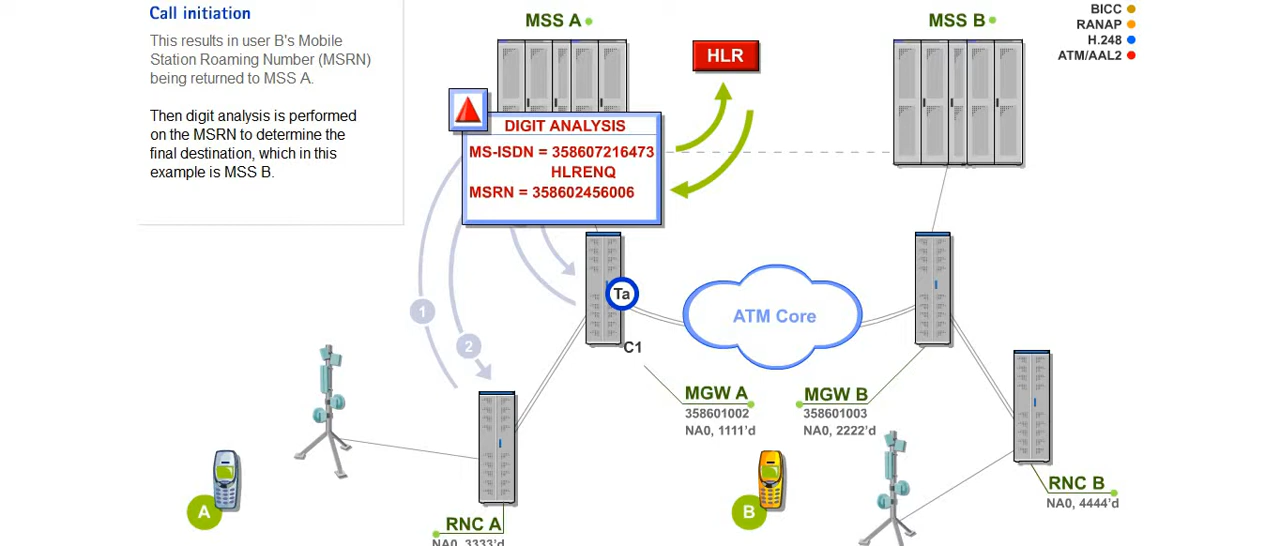 Call initiation
This results in user B's Mobile
Station Roaming Number (MSRN)
being returned to MSS A.
Then digit analysis is performed
on the MSRN to determine the
final destination, which in this
example is MSS B.
MSS A
HLR
MSS B
BICC
RANAP
H.248
ATM/AAL2
DIGIT ANALYSIS
MS-ISDN = 358607216473
HLRENQ
MSRN = 358602456006
Ta
1
2
C1
ATM Core
MGW A
358601002
NA0, 1111'd
MGW B
358601003
NA0, 2222'd
A
RNC A
NA0, 3333'd
B
RNC B
NA0, 4444'd